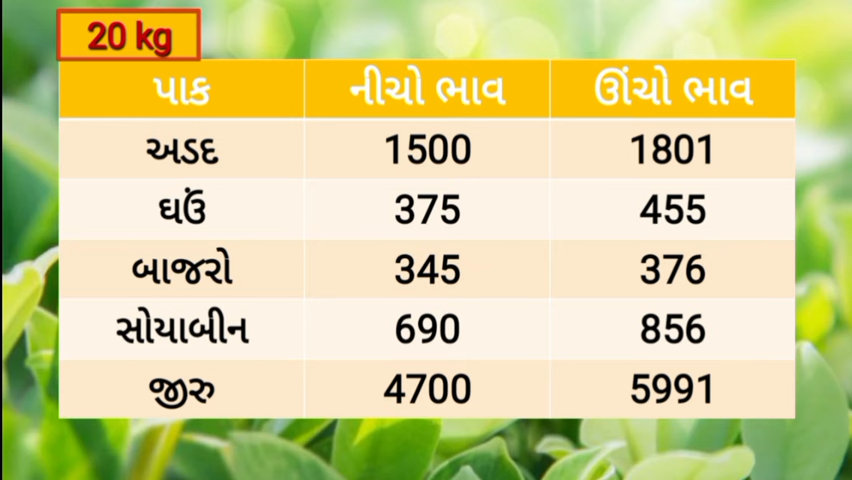 20 kg
પાક નીચો ભાવ ઊંચો ભાવ
અડદ 1500 1801
ઘઉં 375 455
બાજરો 345 376
સોયાબીન 690 856
જીરુ 4700 5991